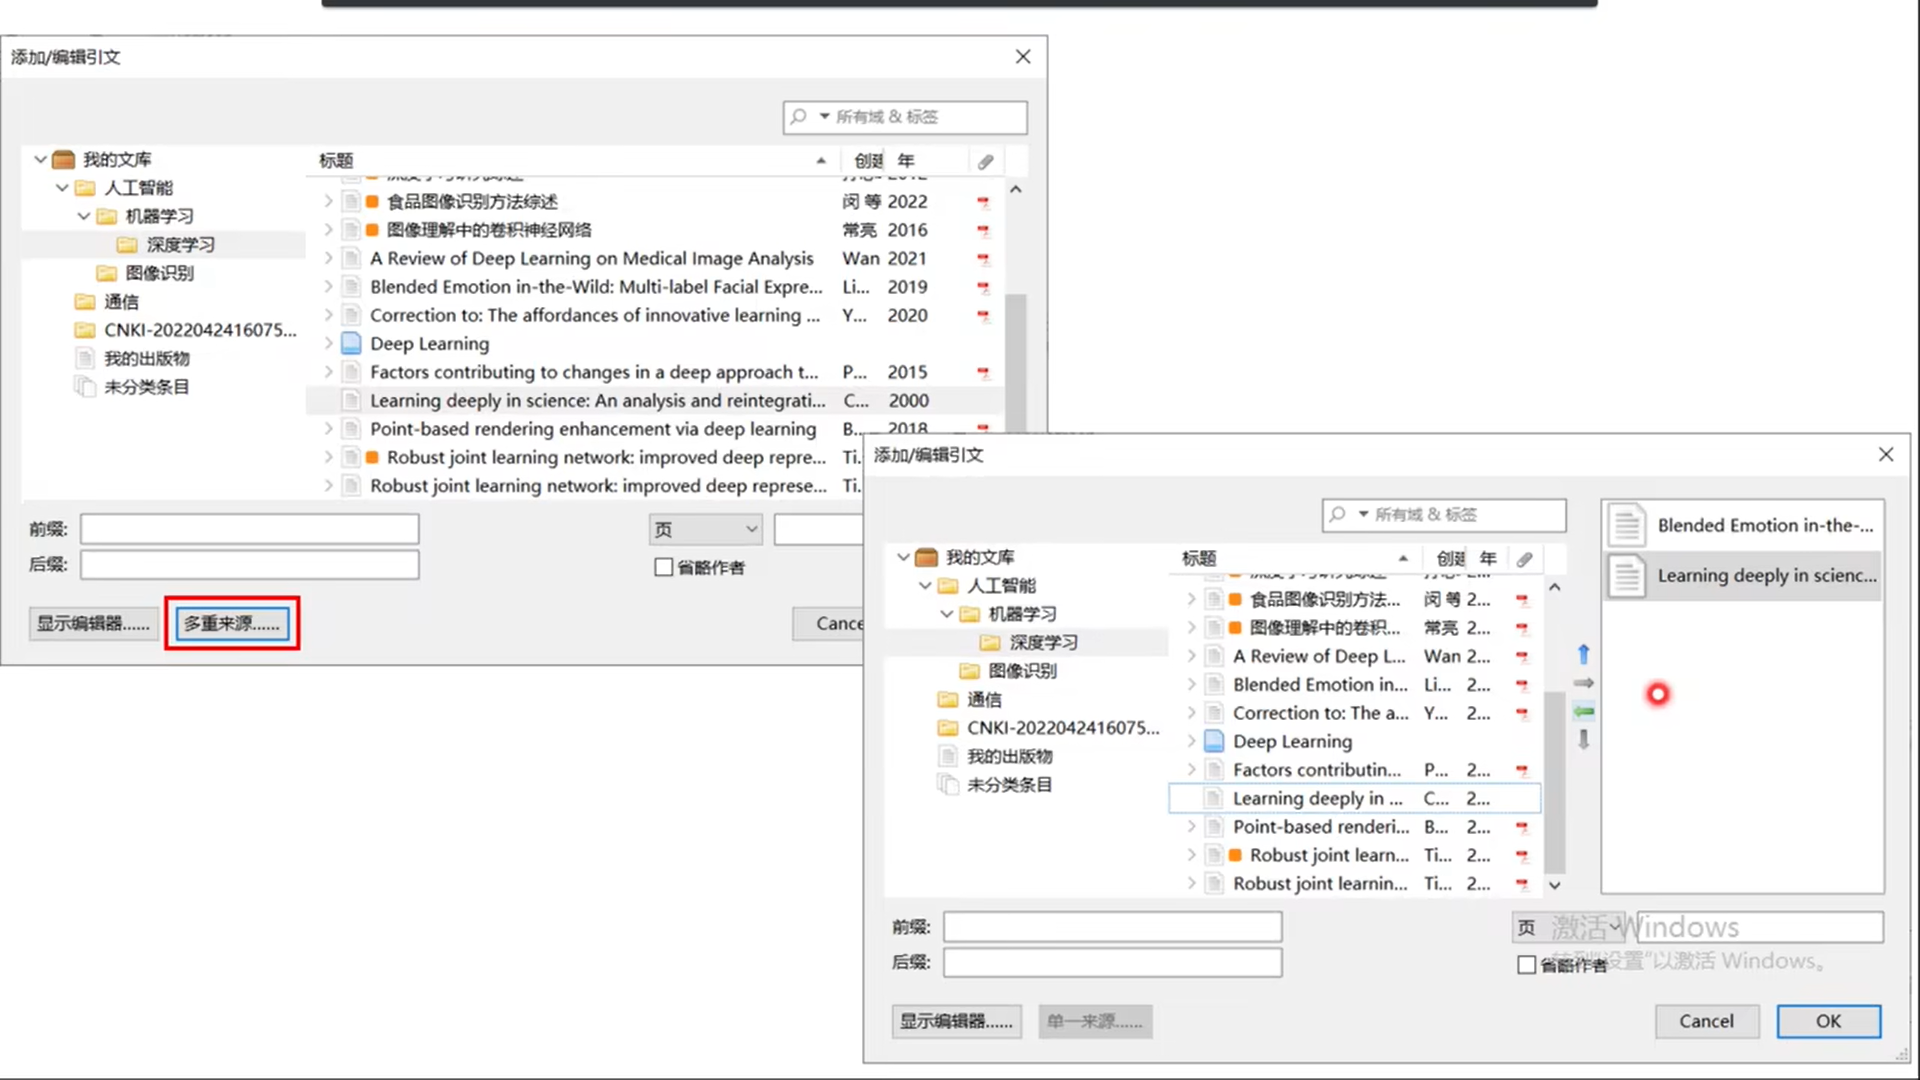 添加/编辑引文
所有域 & 标签
我的文库
人工智能
机器学习
深度学习
图像识别
通信
CNKI-2022042416075...
我的出版物
未分类条目
标题 创建 年
食品图像识别方法综述 闵 等 2022
图像理解中的卷积神经网络 常亮 2016
A Review of Deep Learning on Medical Image Analysis Wan 2021
Blended Emotion in-the-Wild: Multi-label Facial Expre... Li... 2019
Correction to: The affordances of innovative learning ... Y... 2020
Deep Learning
Factors contributing to changes in a deep approach t... P... 2015
Learning deeply in science: An analysis and reintegrati... C... 2000
Point-based rendering enhancement via deep learning B... 2018
Robust joint learning network: improved deep repre... Ti.
Robust joint learning network: improved deep represe... Ti.
前缀:
后缀:
页
省略作者
显示编辑器...... 多重来源...... Cance
添加/编辑引文
所有域 & 标签
我的文库
人工智能
机器学习
深度学习
图像识别
通信
CNKI-2022042416075...
我的出版物
未分类条目
标题 创建 年
食品图像识别方法... 闵 等 2...
图像理解中的卷积... 常亮 2...
A Review of Deep L... Wan 2...
Blended Emotion in... Li... 2...
Correction to: The a... Y... 2...
Deep Learning
Factors contributin... P... 2...
Learning deeply in ... C... 2...
Point-based renderi... B... 2...
Robust joint learn... Ti... 2...
Robust joint learnin... Ti... 2...
Blended Emotion in-the-...
Learning deeply in scienc...
前缀:
后缀:
页
省略作者
激活 Windows
转到"设置"以激活 Windows。
显示编辑器...... 单一来源...... Cancel OK